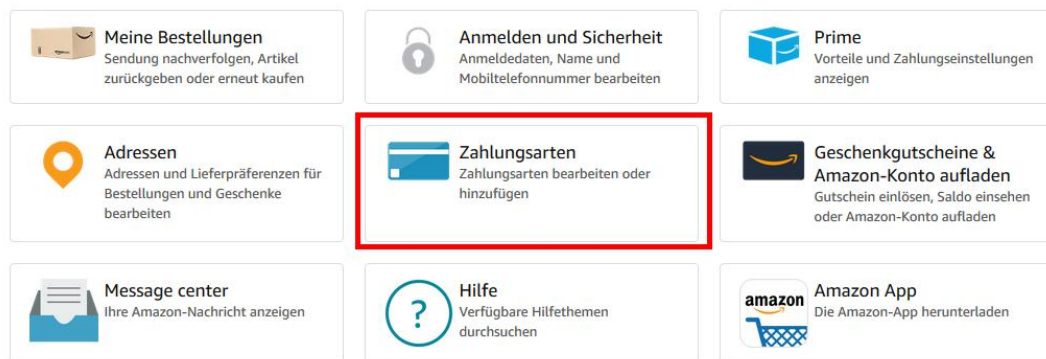 Meine Bestellungen
Sendung nachverfolgen, Artikel
zurückgeben oder erneut kaufen
Anmelden und Sicherheit
Anmeldedaten, Name und
Mobiltelefonnummer bearbeiten
Prime
Vorteile und Zahlungseinstellungen
anzeigen
Adressen
Adressen und Lieferpräferenzen für
Bestellungen und Geschenke
bearbeiten
Zahlungsarten
Zahlungsarten bearbeiten oder
hinzufügen
Geschenkgutscheine &
Amazon-Konto aufladen
Gutschein einlösen, Saldo einsehen
oder Amazon-Konto aufladen
Message center
Ihre Amazon-Nachricht anzeigen
?
Hilfe
Verfügbare Hilfethemen
durchsuchen
amazon
Amazon App
Die Amazon-App herunterladen